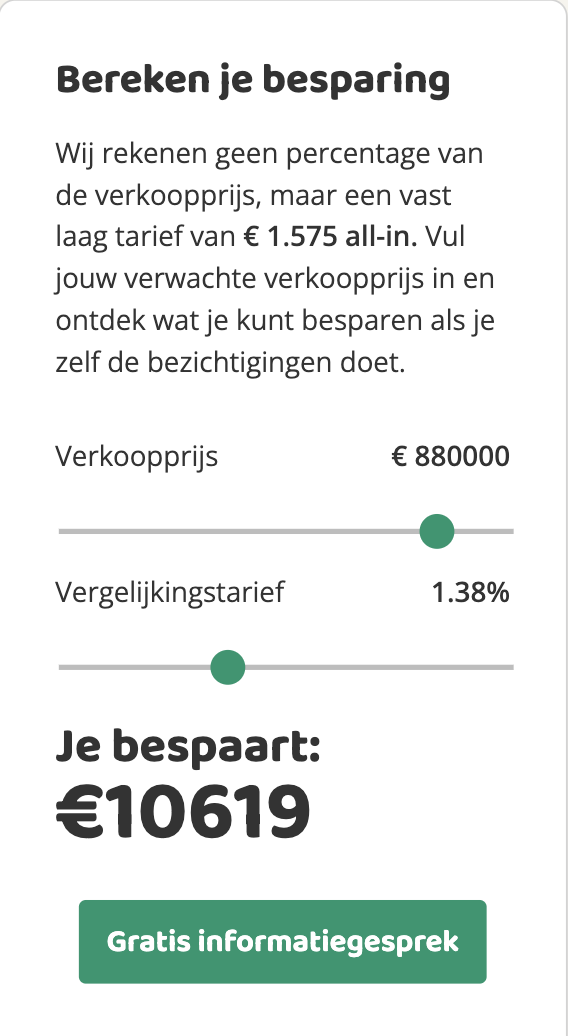 Bereken je besparing
Wij rekenen geen percentage van
de verkoopprijs, maar een vast
laag tarief van € 1.575 all-in. Vul
jouw verwachte verkoopprijs in en
ontdek wat je kunt besparen als je
zelf de bezichtigingen doet.
Verkoopprijs € 880000
Vergelijkingstarief 1.38%
Je bespaart:
€10619
Gratis informatiegesprek